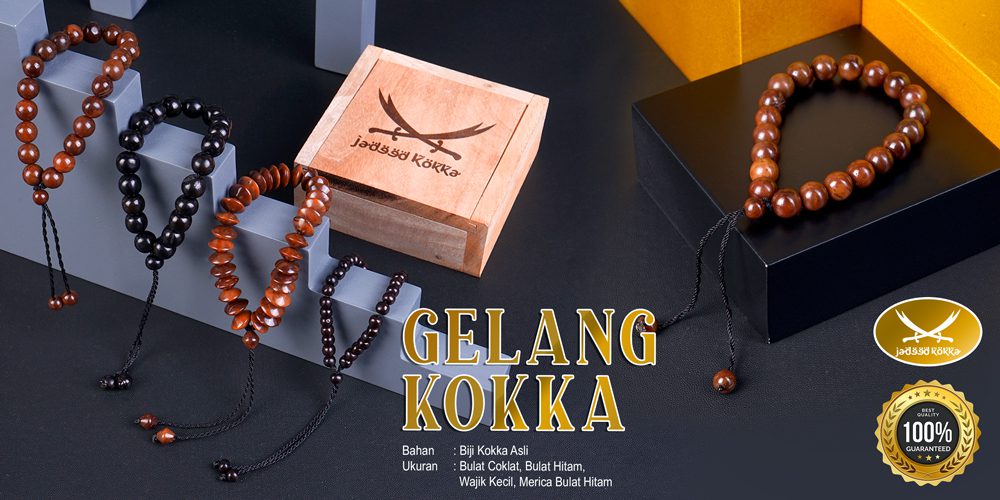 jadssd kokka
GELANG
KOKKA
Bahan : Biji Kokka Asli
Ukuran : Bulat Coklat, Bulat Hitam,
Wajik Kecil, Merica Bulat Hitam
jadssd kokka
BEST
QUALITY
100%
GUARANTEED